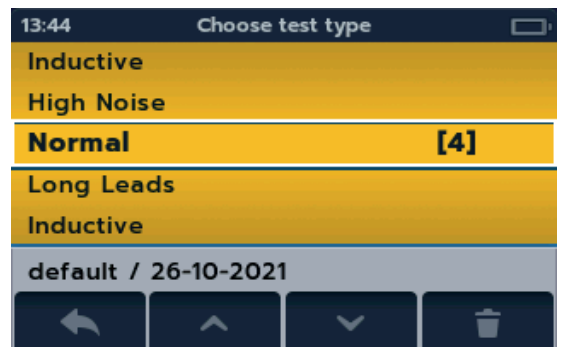 13:44 Choose test type
Inductive
High Noise
Normal [4]
Long Leads
Inductive
default / 26-10-2021